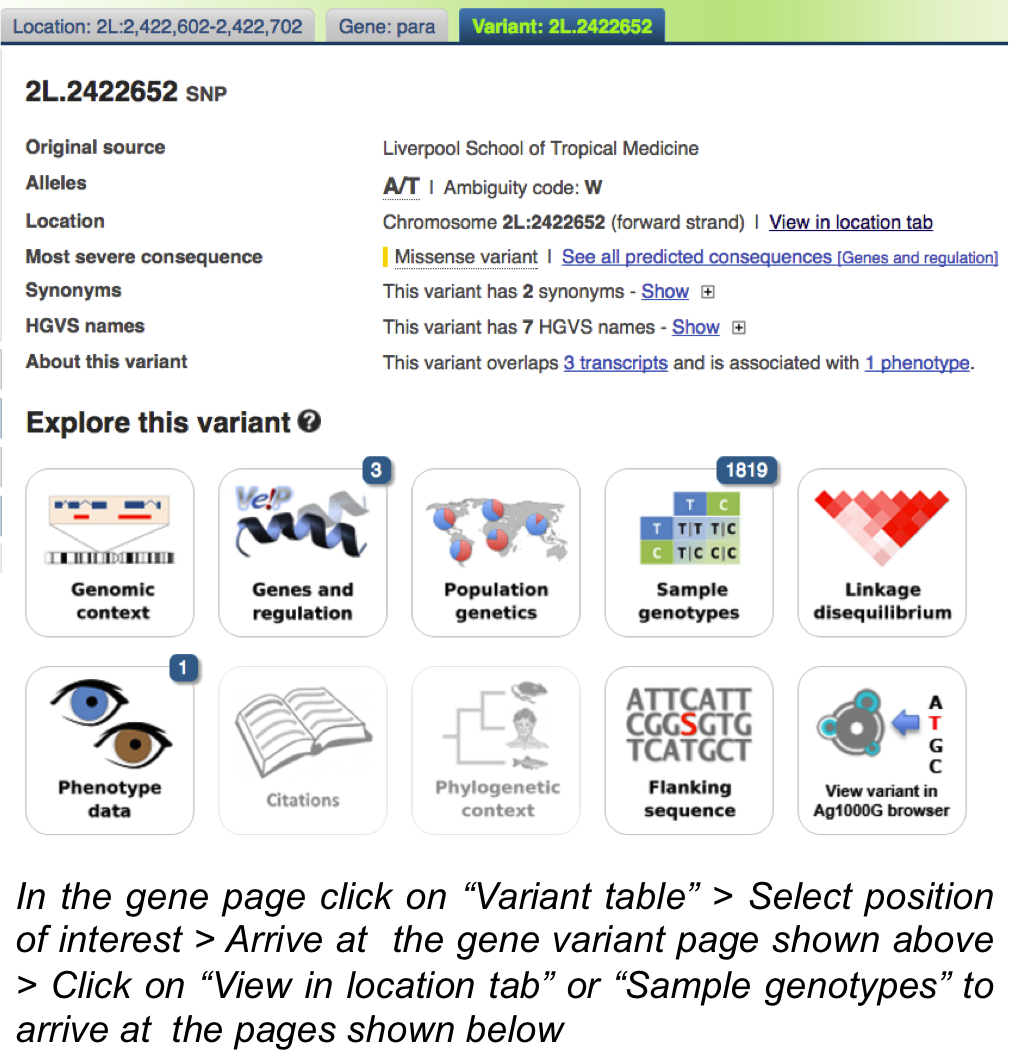 Location: 2L:2,422,602-2,422,702 Gene: para Variant: 2L.2422652
2L.2422652 SNP
Original source Liverpool School of Tropical Medicine
Alleles A/T | Ambiguity code: W
Location Chromosome 2L:2422652 (forward strand) | View in location tab
Most severe consequence Missense variant | See all predicted consequences [Genes and regulation]
Synonyms This variant has 2 synonyms - Show
HGVS names This variant has 7 HGVS names - Show
About this variant This variant overlaps 3 transcripts and is associated with 1 phenotype.
Explore this variant ?
3 1819
Ve!P T C
T T|T T|C
C T|C C|C
Genomic Genes and Population Sample Linkage
context regulation genetics genotypes disequilibrium
1
ATTCATT A
CGGSGTG T
TCATGCT G
C
Phenotype Citations Phylogenetic Flanking View variant in
data context sequence Ag1000G browser
In the gene page click on “Variant table” > Select position
of interest > Arrive at the gene variant page shown above
> Click on “View in location tab” or “Sample genotypes” to
arrive at the pages shown below